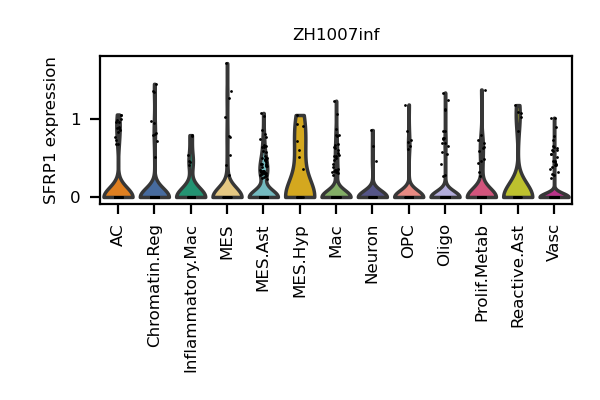 ZH1007inf
SFRP1 expression
1
0
AC
Chromatin.Reg
Inflammatory.Mac
MES
MES.Ast
MES.Hyp
Mac
Neuron
OPC
Oligo
Prolif.Metab
Reactive.Ast
Vasc